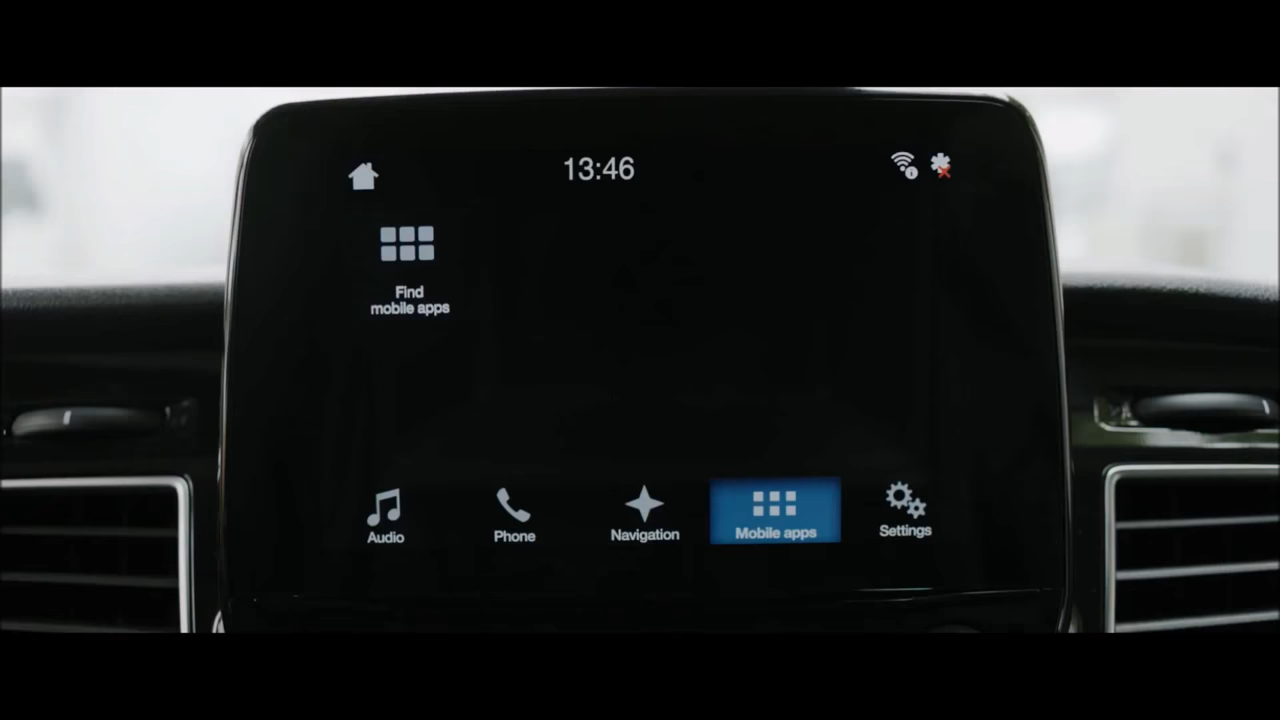 13:46
Find
mobile apps
Audio
Phone
Navigation
Mobile apps
Settings